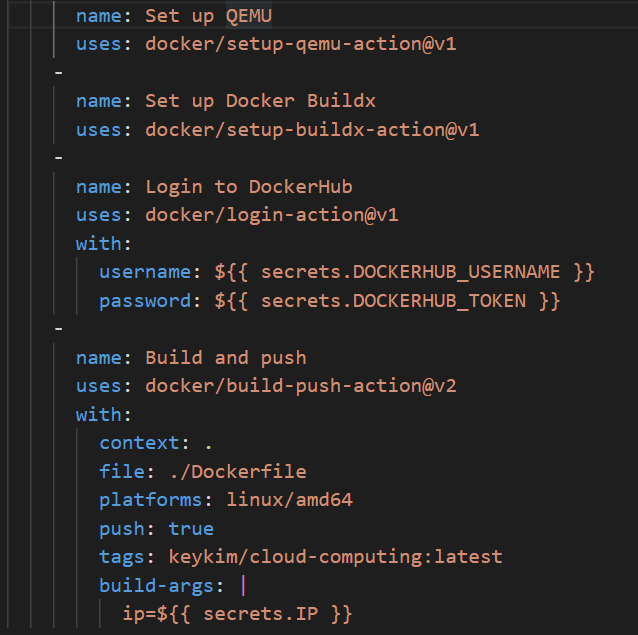 name: Set up QEMU
uses: docker/setup-qemu-action@v1
-
name: Set up Docker Buildx
uses: docker/setup-buildx-action@v1
-
name: Login to DockerHub
uses: docker/login-action@v1
with:
username: ${{ secrets.DOCKERHUB_USERNAME }}
password: ${{ secrets.DOCKERHUB_TOKEN }}
-
name: Build and push
uses: docker/build-push-action@v2
with:
context: .
file: ./Dockerfile
platforms: linux/amd64
push: true
tags: keykim/cloud-computing:latest
build-args: |
ip=${{ secrets.IP }}